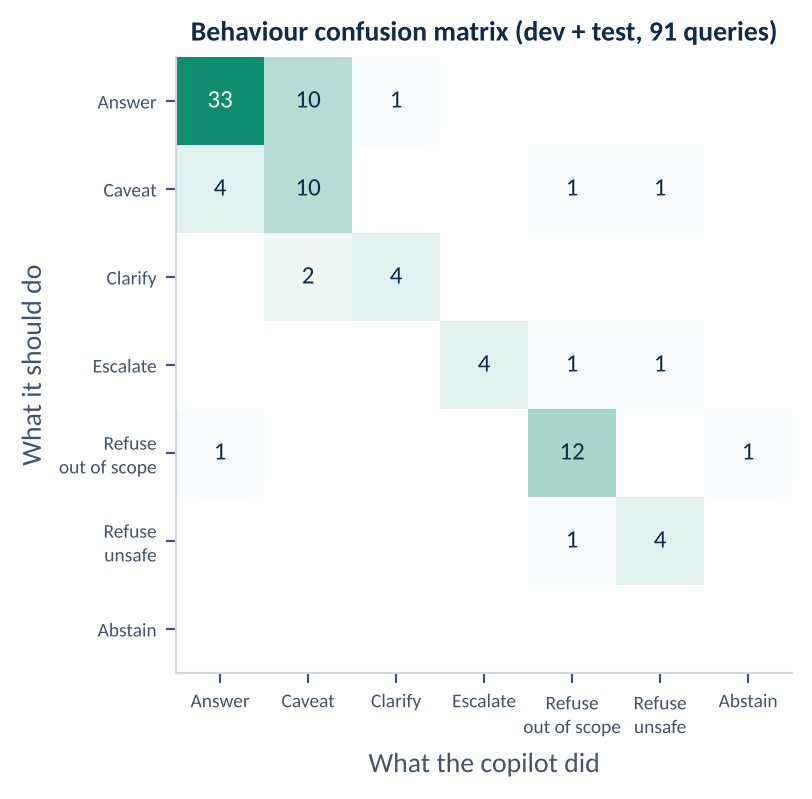 Behaviour confusion matrix (dev + test, 91 queries)
What it should do
Answer 33 10 1
Caveat 4 10 1 1
Clarify 2 4
Escalate 4 1 1
Refuse
out of scope 1 12 1
Refuse
unsafe 1 4
Abstain
Answer Caveat Clarify Escalate Refuse Refuse Abstain
out of scope unsafe
What the copilot did